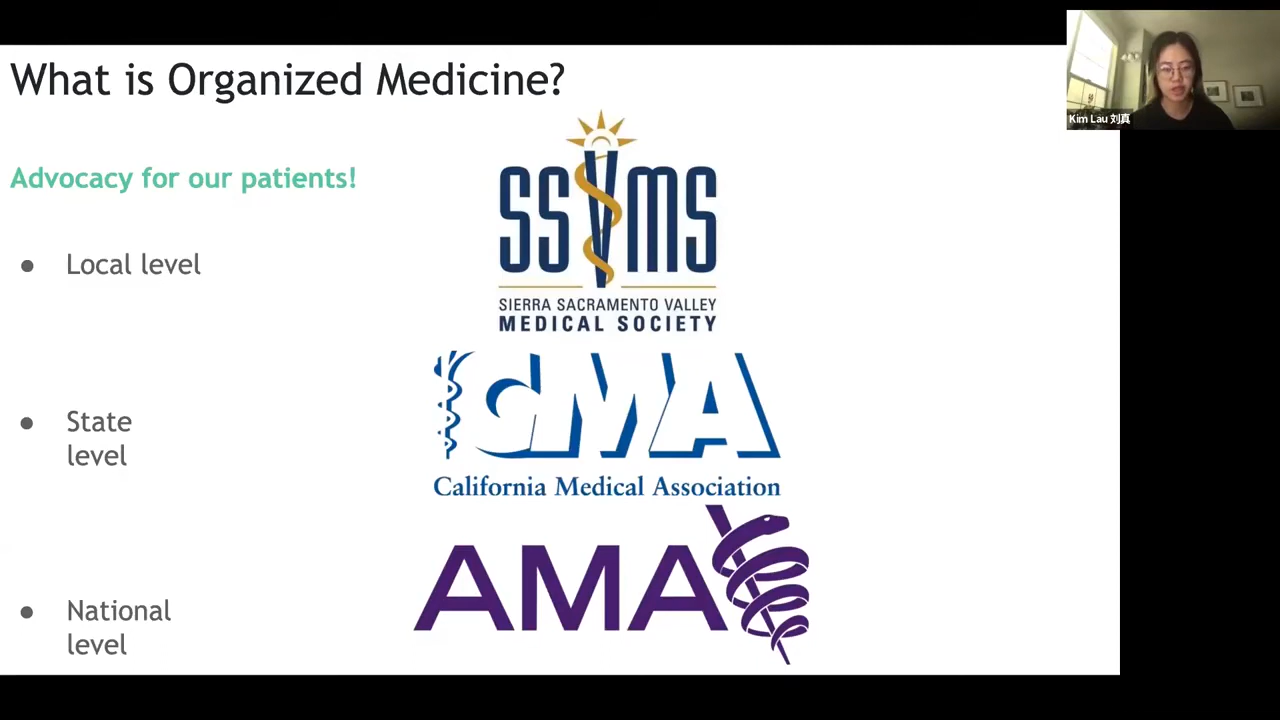 What is Organized Medicine?
Kim Lau 刘真
Advocacy for our patients!
SSVMS
Local level
SIERRA SACRAMENTO VALLEY
MEDICAL SOCIETY
CMA
State
level
California Medical Association
AMA
National
level